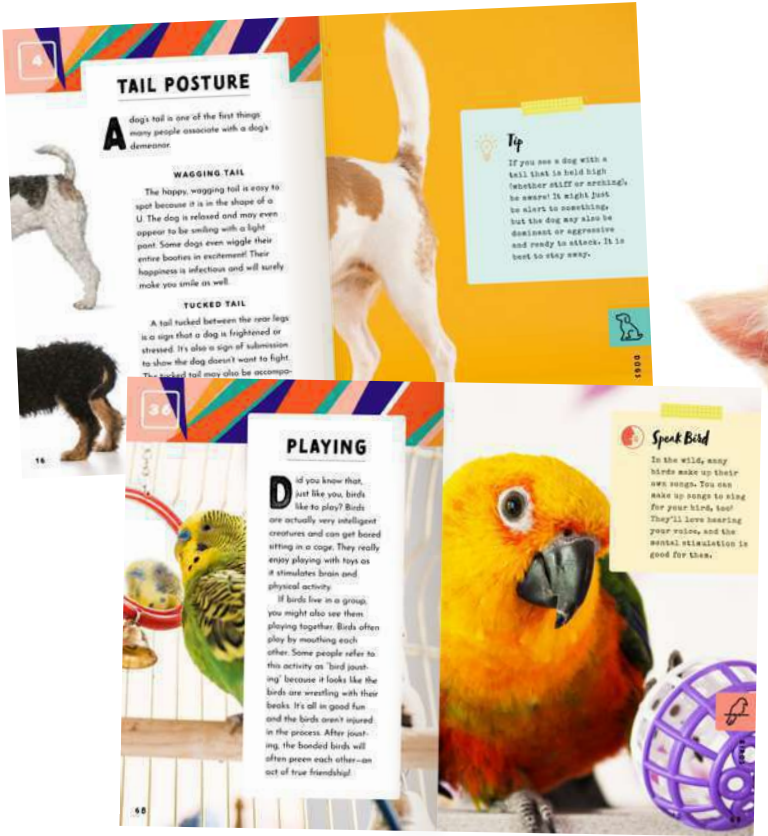 4
TAIL POSTURE
A dog's tail is one of the first things
many people associate with a dog's
demeanor.
WAGGING TAIL
The happy, wagging tail is easy to
spot because it is in the shape of a
U. The dog is relaxed and may even
appear to be smiling with a light
pant. Some dogs even wiggle their
entire booties in excitement! Their
happiness is infectious and will surely
make you smile as well.
TUCKED TAIL
A tail tucked between the rear legs
is a sign that a dog is frightened or
stressed. It's also a sign of submission
to show the dog doesn't want to fight.
The tucked tail may also be accompa-
16
Tip
If you see a dog with a
tail that is held high
(whether stiff or arching),
be aware! It might just
be alert to something,
but the dog may also be
dominant or aggressive
and ready to attack. It is
best to stay away.
DOGS
36
PLAYING
Did you know that,
just like you, birds
like to play? Birds
are actually very intelligent
creatures and can get bored
sitting in a cage. They really
enjoy playing with toys as
it stimulates brain and
physical activity.
If birds live in a group,
you might also see them
playing together. Birds often
play by mouthing each
other. Some people refer to
this activity as "bird joust-
ing" because it looks like the
birds are wrestling with their
beaks. It's all in good fun
and the birds aren't injured
in the process. After joust-
ing, the bonded birds will
often preen each other—an
act of true friendship!
68
Speak Bird
In the wild, many
birds make up their
own songs. You can
make up songs to sing
for your bird, too!
They'll love hearing
your voice, and the
mental stimulation is
good for them.